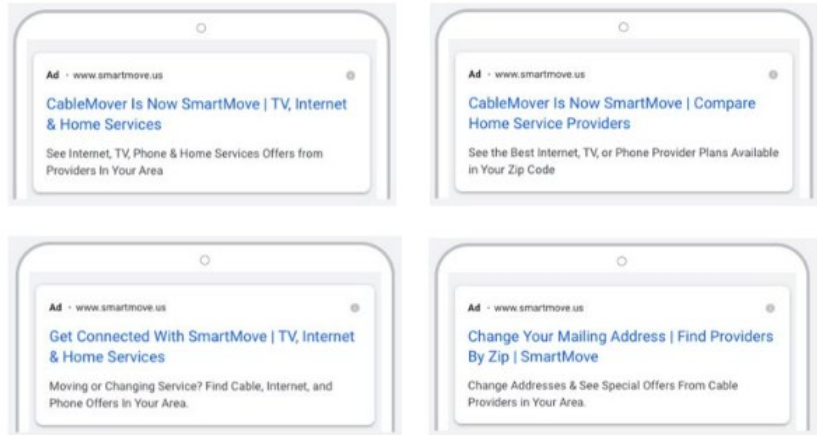 Ad · www.smartmove.us
CableMover Is Now SmartMove | TV, Internet
& Home Services
See Internet, TV, Phone & Home Services Offers from
Providers In Your Area
Ad · www.smartmove.us
CableMover Is Now SmartMove | Compare
Home Service Providers
See the Best Internet, TV, or Phone Provider Plans Available
in Your Zip Code
Ad · www.smartmove.us
Get Connected With SmartMove | TV, Internet
& Home Services
Moving or Changing Service? Find Cable, Internet, and
Phone Offers In Your Area.
Ad · www.smartmove.us
Change Your Mailing Address | Find Providers
By Zip | SmartMove
Change Addresses & See Special Offers From Cable
Providers in Your Area.